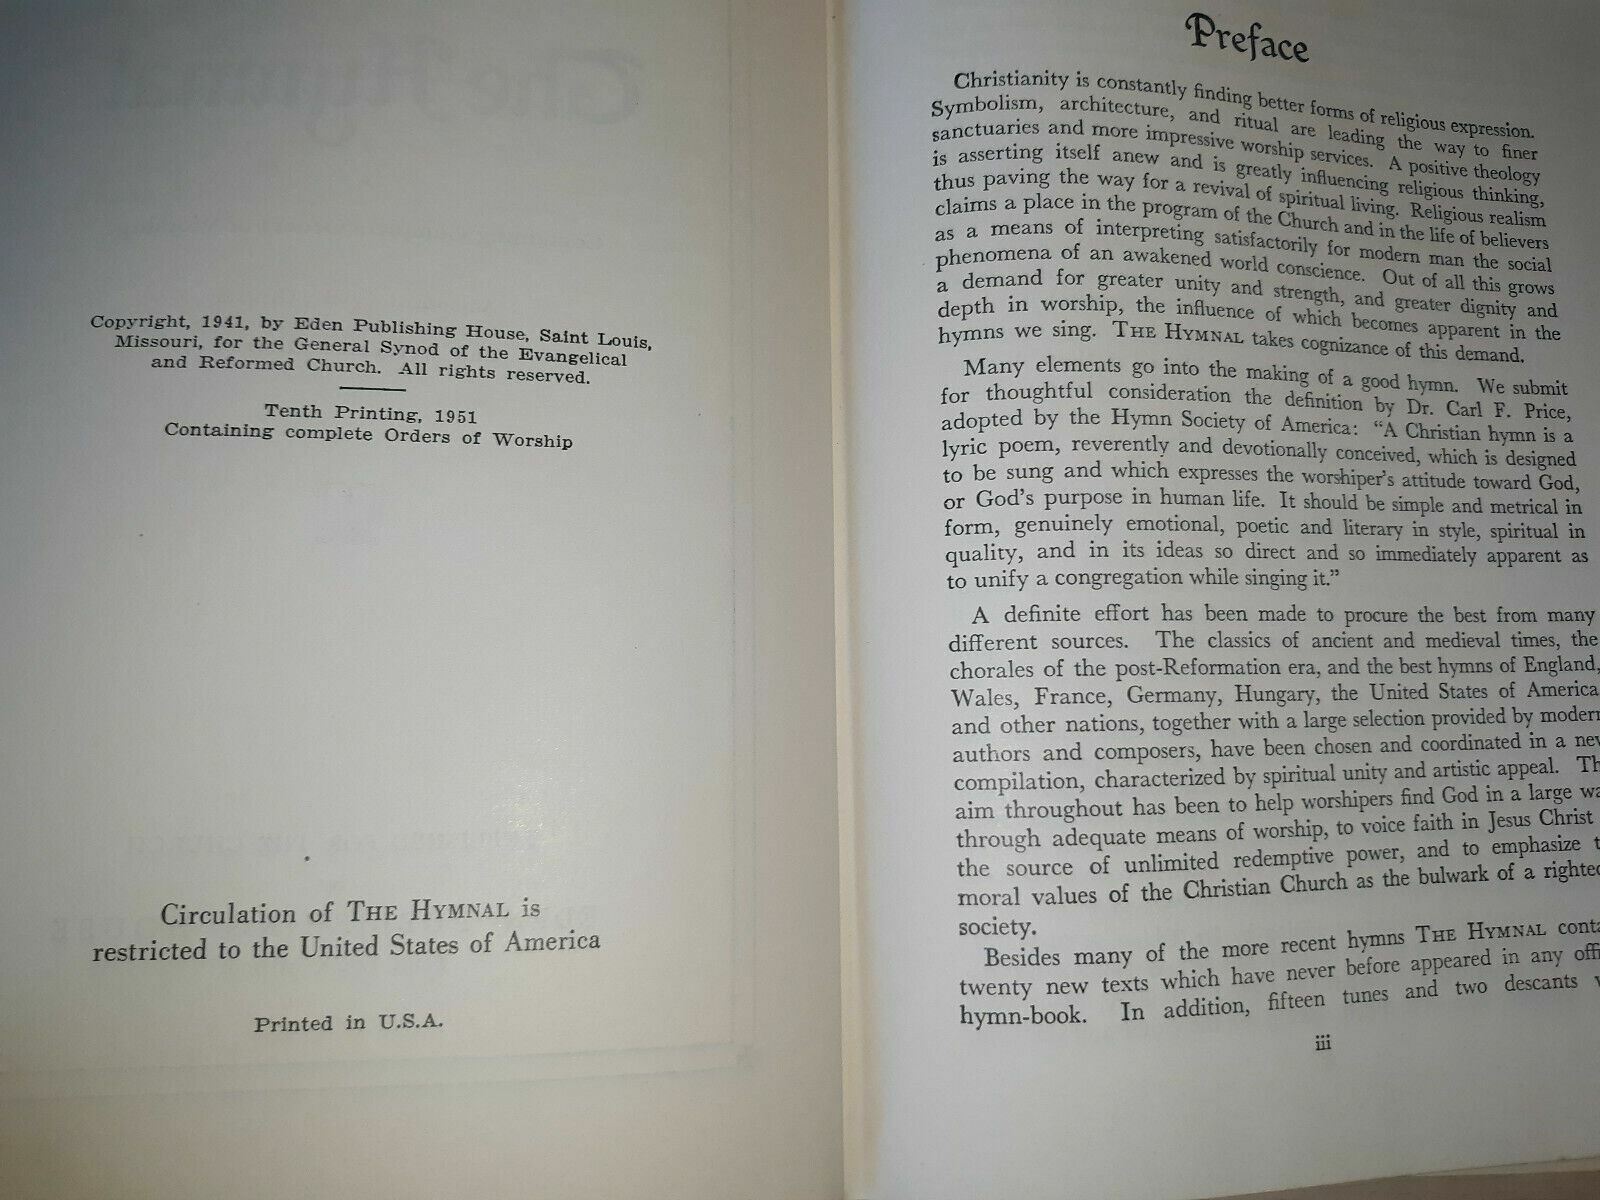 Copyright, 1941, by Eden Publishing House, Saint Louis,
Missouri, for the General Synod of the Evangelical
and Reformed Church. All rights reserved.
Tenth Printing, 1951
Containing complete Orders of Worship
Circulation of THE HYMNAL is
restricted to the United States of America
Printed in U.S.A.
Preface
Christianity is constantly finding better forms of religious expression.
Symbolism, architecture, and ritual are leading the way to finer
sanctuaries and more impressive worship services. A positive theology
is asserting itself anew and is greatly influencing religious thinking,
thus paving the way for a revival of spiritual living. Religious realism
claims a place in the program of the Church and in the life of believers
as a means of interpreting satisfactorily for modern man the social
phenomena of an awakened world conscience. Out of all this grows
a demand for greater unity and strength, and greater dignity and
depth in worship, the influence of which becomes apparent in the
hymns we sing. THE HYMNAL takes cognizance of this demand.
Many elements go into the making of a good hymn. We submit
for thoughtful consideration the definition by Dr. Carl F. Price,
adopted by the Hymn Society of America: “A Christian hymn is a
lyric poem, reverently and devotionally conceived, which is designed
to be sung and which expresses the worshiper's attitude toward God,
or God's purpose in human life. It should be simple and metrical in
form, genuinely emotional, poetic and literary in style, spiritual in
quality, and in its ideas so direct and so immediately apparent as
to unify a congregation while singing it.”
A definite effort has been made to procure the best from many
different sources. The classics of ancient and medieval times, the
chorales of the post-Reformation era, and the best hymns of England,
Wales, France, Germany, Hungary, the United States of America
and other nations, together with a large selection provided by modern
authors and composers, have been chosen and coordinated in a
compilation, characterized by spiritual unity and artistic appeal.
aim throughout has been to help worshipers find God in a large
through adequate means of worship, to voice faith in Jesus Christ
the source of unlimited redemptive power, and to emphasize
moral values of the Christian Church as the bulwark of a
society.
Besides many of the more recent hymns THE HYMNAL
twenty new texts which have never before appeared in any
hymn-book. In addition, fifteen tunes and two descants
iii